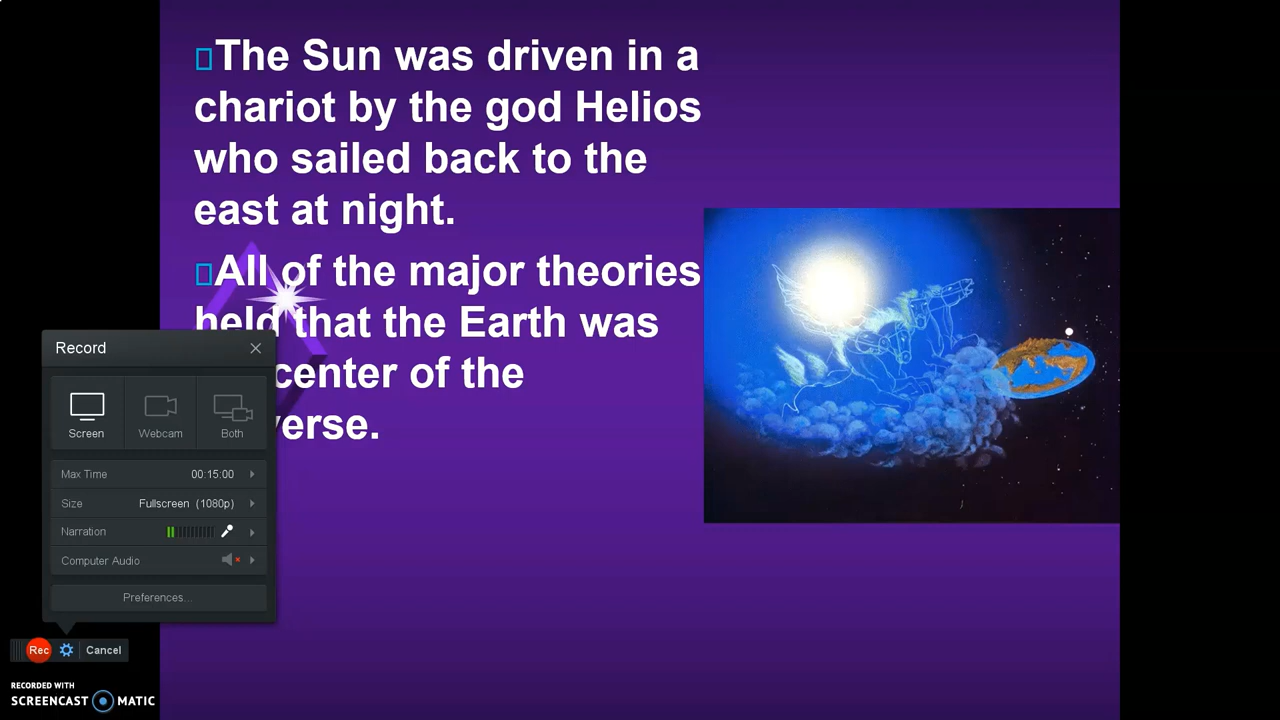 The Sun was driven in a
chariot by the god Helios
who sailed back to the
east at night.
All of the major theories
held that the Earth was
center of the
verse.
Record
Screen
Webcam
Both
Max Time 00:15:00
Size Fullscreen (1080p)
Narration
Computer Audio
Preferences...
Rec Cancel
RECORDED WITH
SCREENCAST MATIC